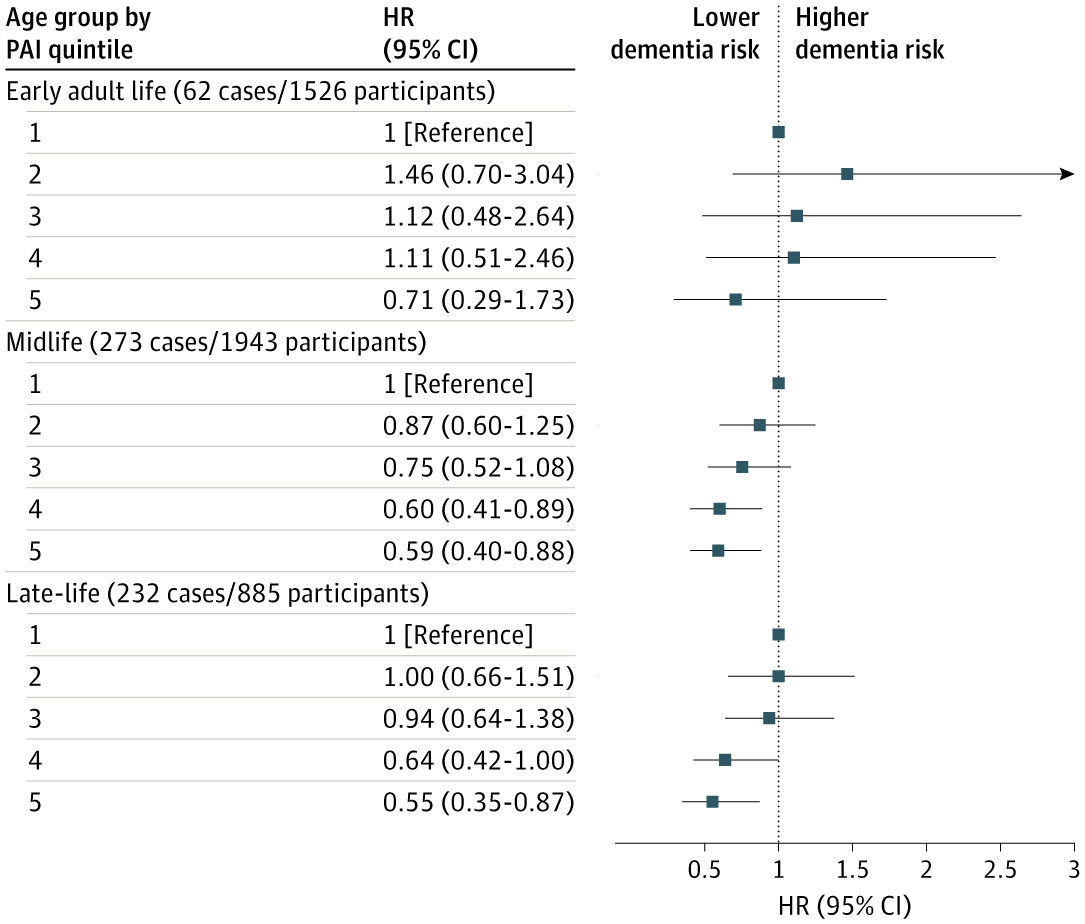 Age group by
PAI quintile
HR
(95% CI)
Lower
dementia risk
Higher
dementia risk
Early adult life (62 cases/1526 participants)
1 1 [Reference]
2 1.46 (0.70-3.04)
3 1.12 (0.48-2.64)
4 1.11 (0.51-2.46)
5 0.71 (0.29-1.73)
Midlife (273 cases/1943 participants)
1 1 [Reference]
2 0.87 (0.60-1.25)
3 0.75 (0.52-1.08)
4 0.60 (0.41-0.89)
5 0.59 (0.40-0.88)
Late-life (232 cases/885 participants)
1 1 [Reference]
2 1.00 (0.66-1.51)
3 0.94 (0.64-1.38)
4 0.64 (0.42-1.00)
5 0.55 (0.35-0.87)
0.5 1 1.5 2 2.5 3
HR (95% CI)